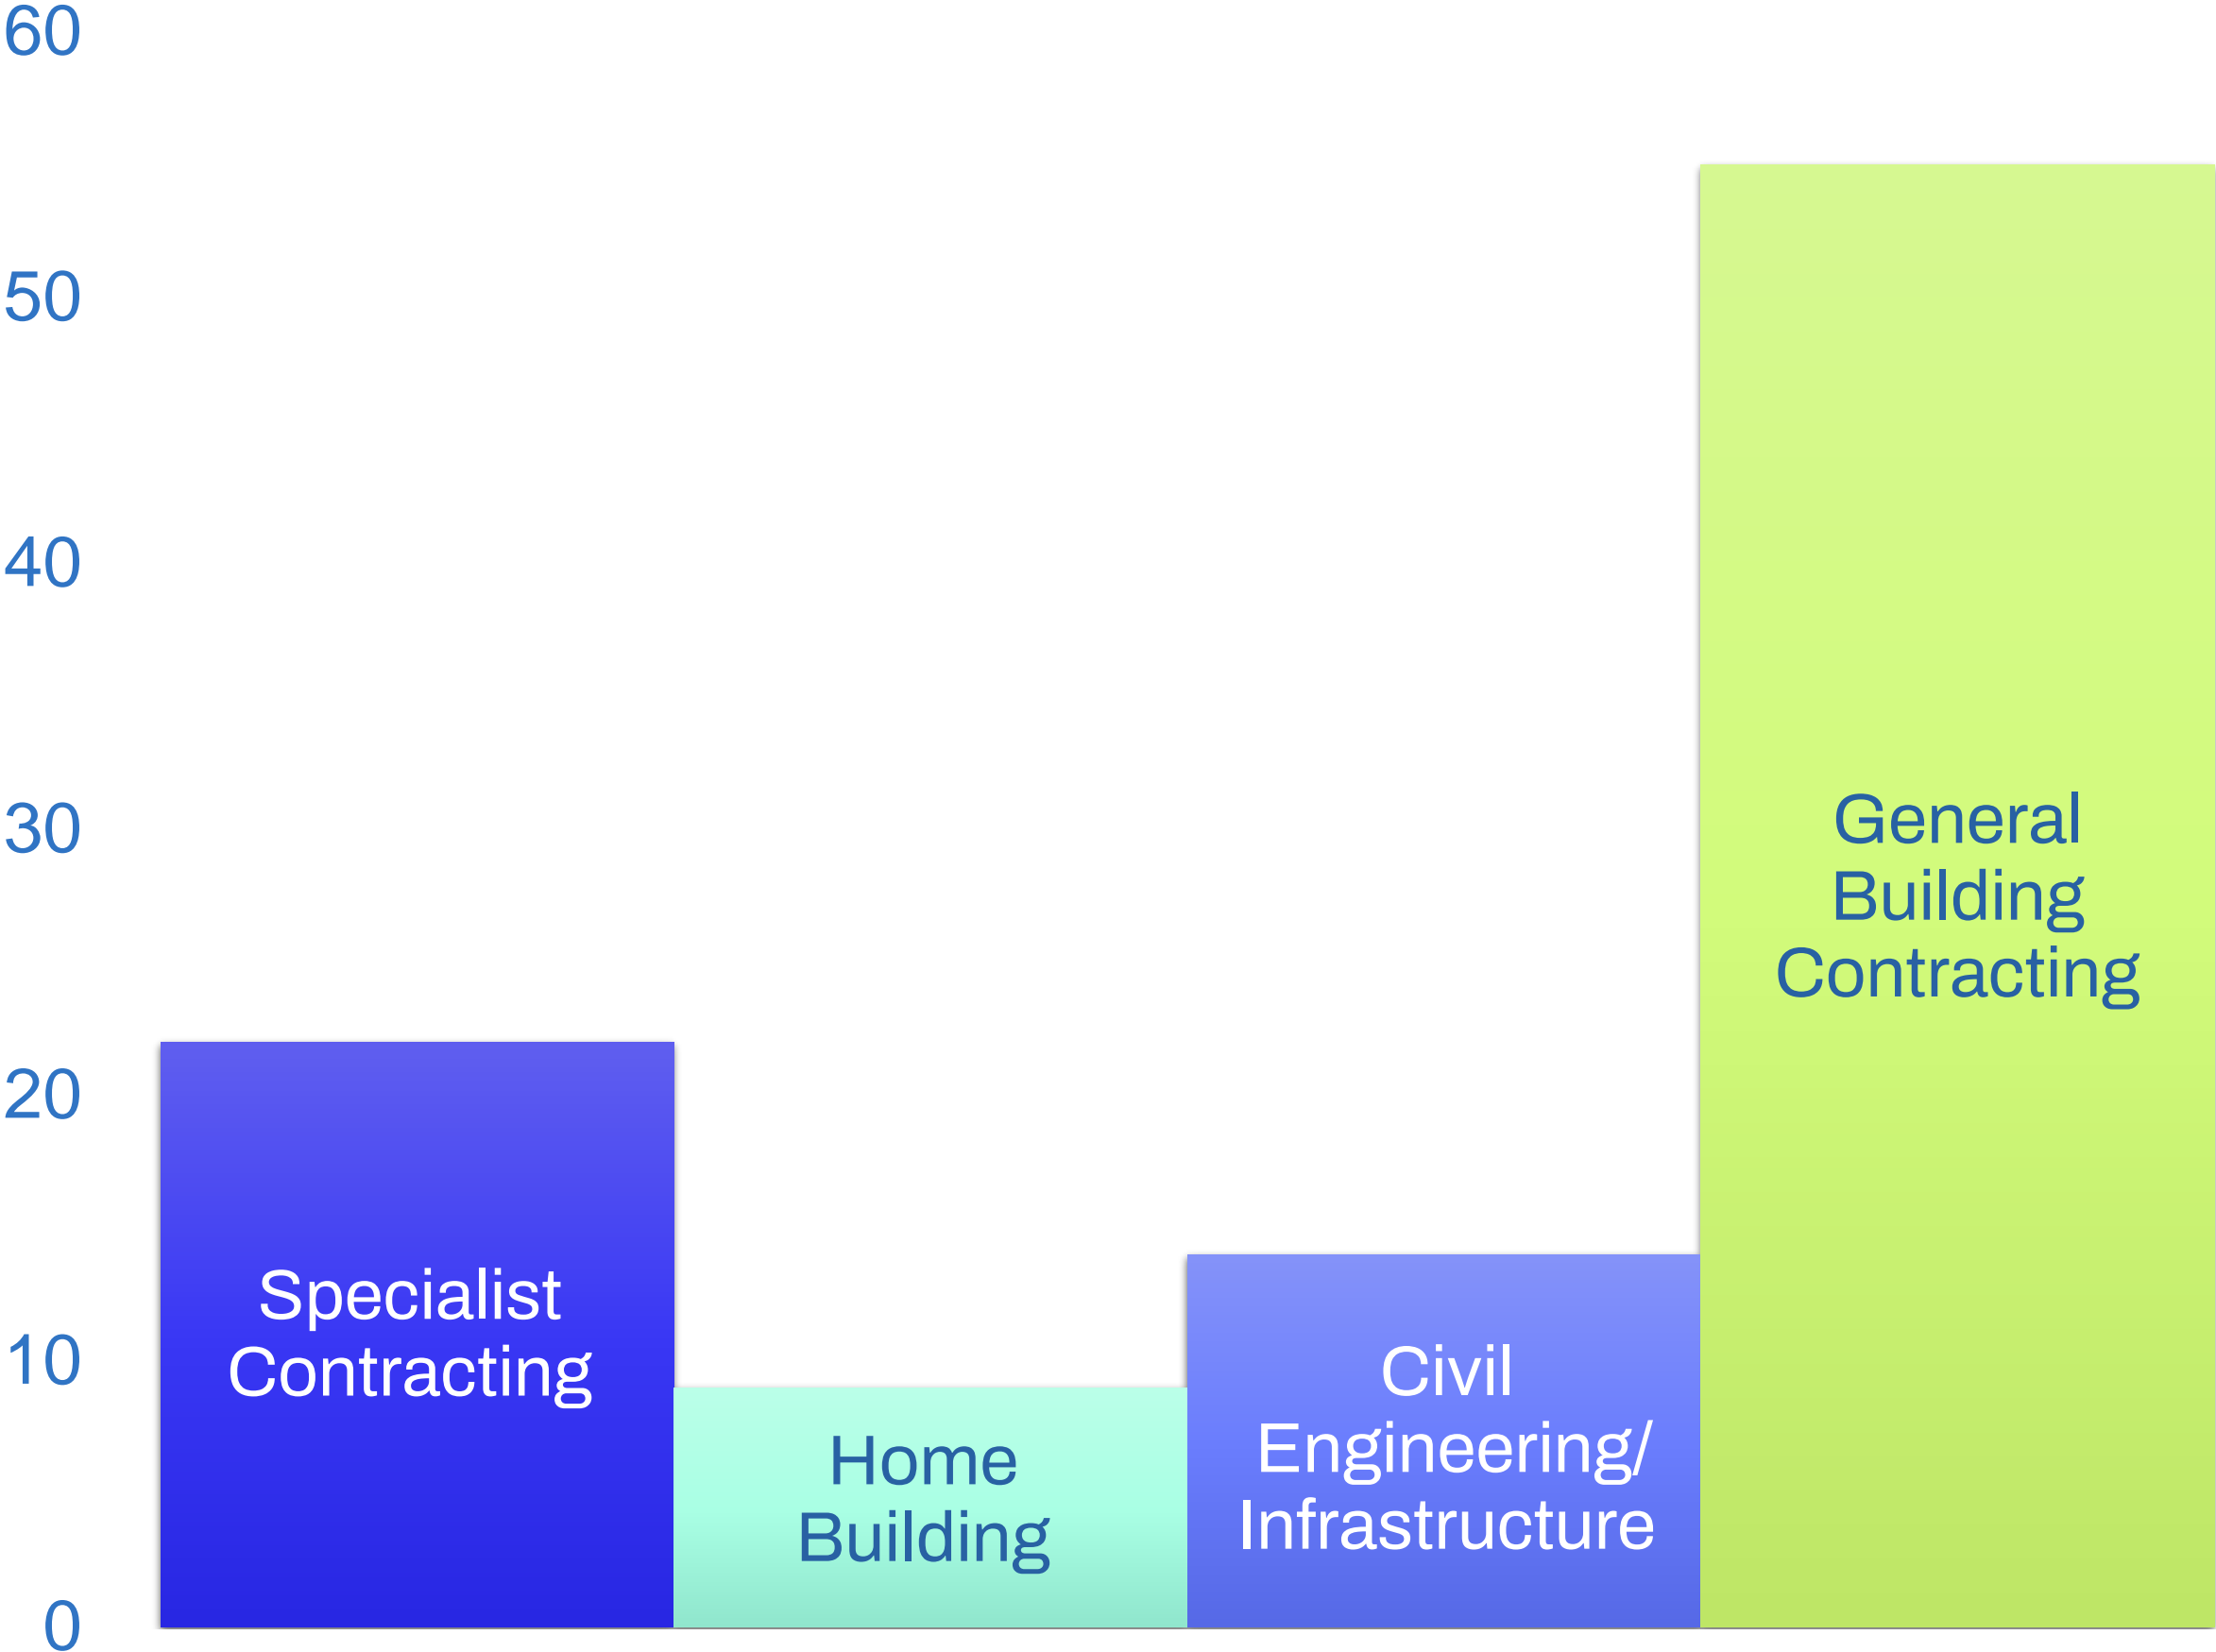 60
50
40
30
20
10
0
Specialist
Contracting
Home
Building
Civil
Engineering/
Infrastructure
General
Building
Contracting